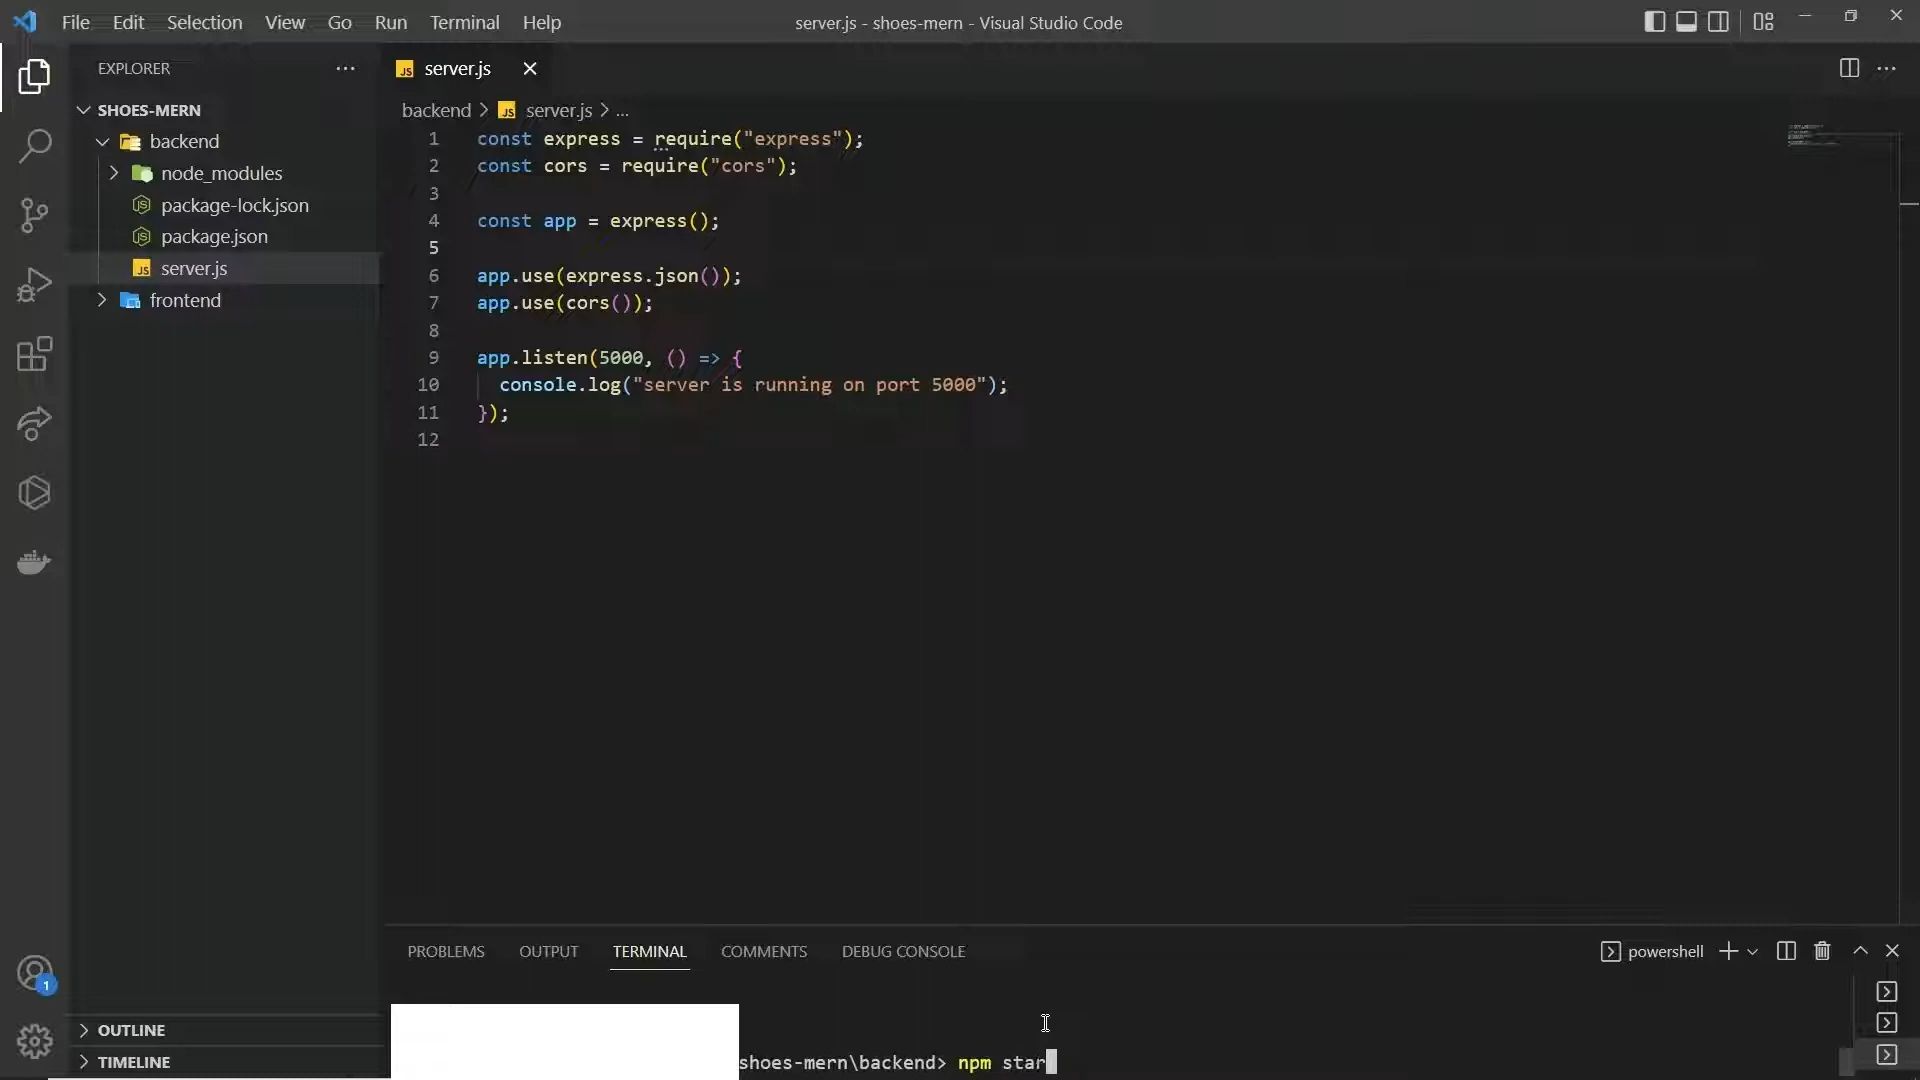 File Edit Selection View Go Run Terminal Help
server.js - shoes-mern - Visual Studio Code
EXPLORER
SHOES-MERN
backend
node_modules
package-lock.json
package.json
server.js
frontend
OUTLINE
TIMELINE
1
JS server.js
backend > JS server.js > ...
1 const express = require("express");
2 const cors = require("cors");
3
4 const app = express();
5
6 app.use(express.json());
7 app.use(cors());
8
9 app.listen(5000, () => {
10 console.log("server is running on port 5000");
11 });
12
PROBLEMS OUTPUT TERMINAL COMMENTS DEBUG CONSOLE
powershell
shoes-mern\backend> npm star